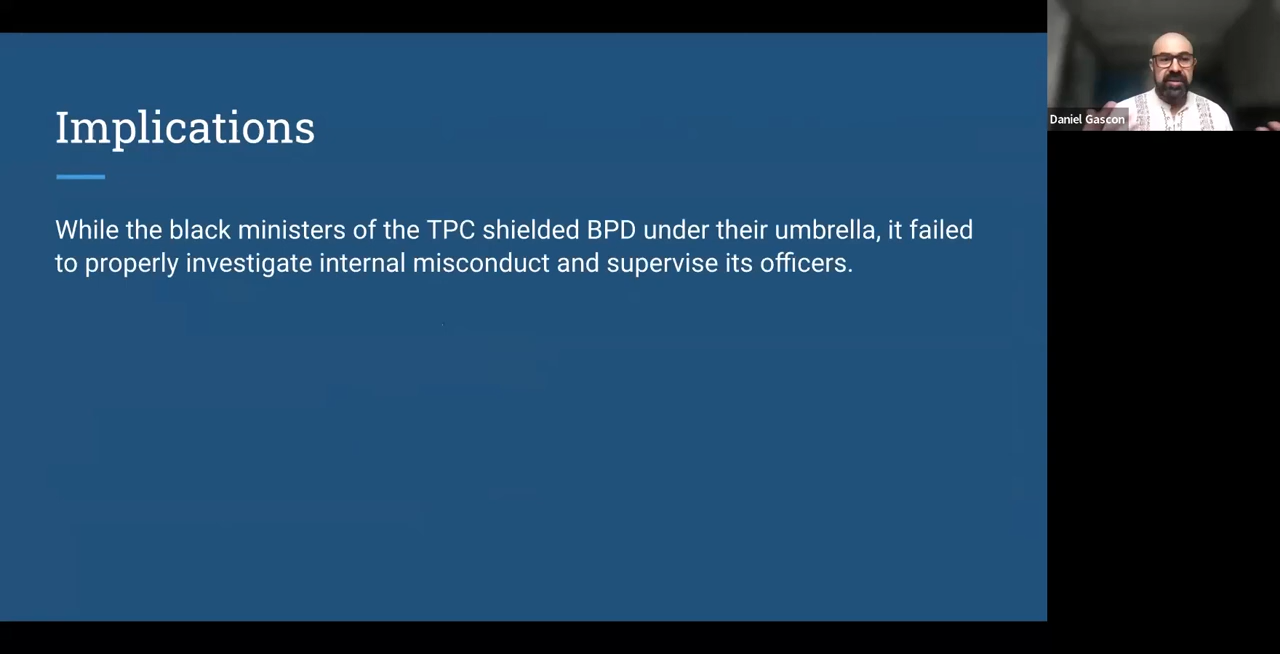 Implications
While the black ministers of the TPC shielded BPD under their umbrella, it failed
to properly investigate internal misconduct and supervise its officers.
Daniel Gascon